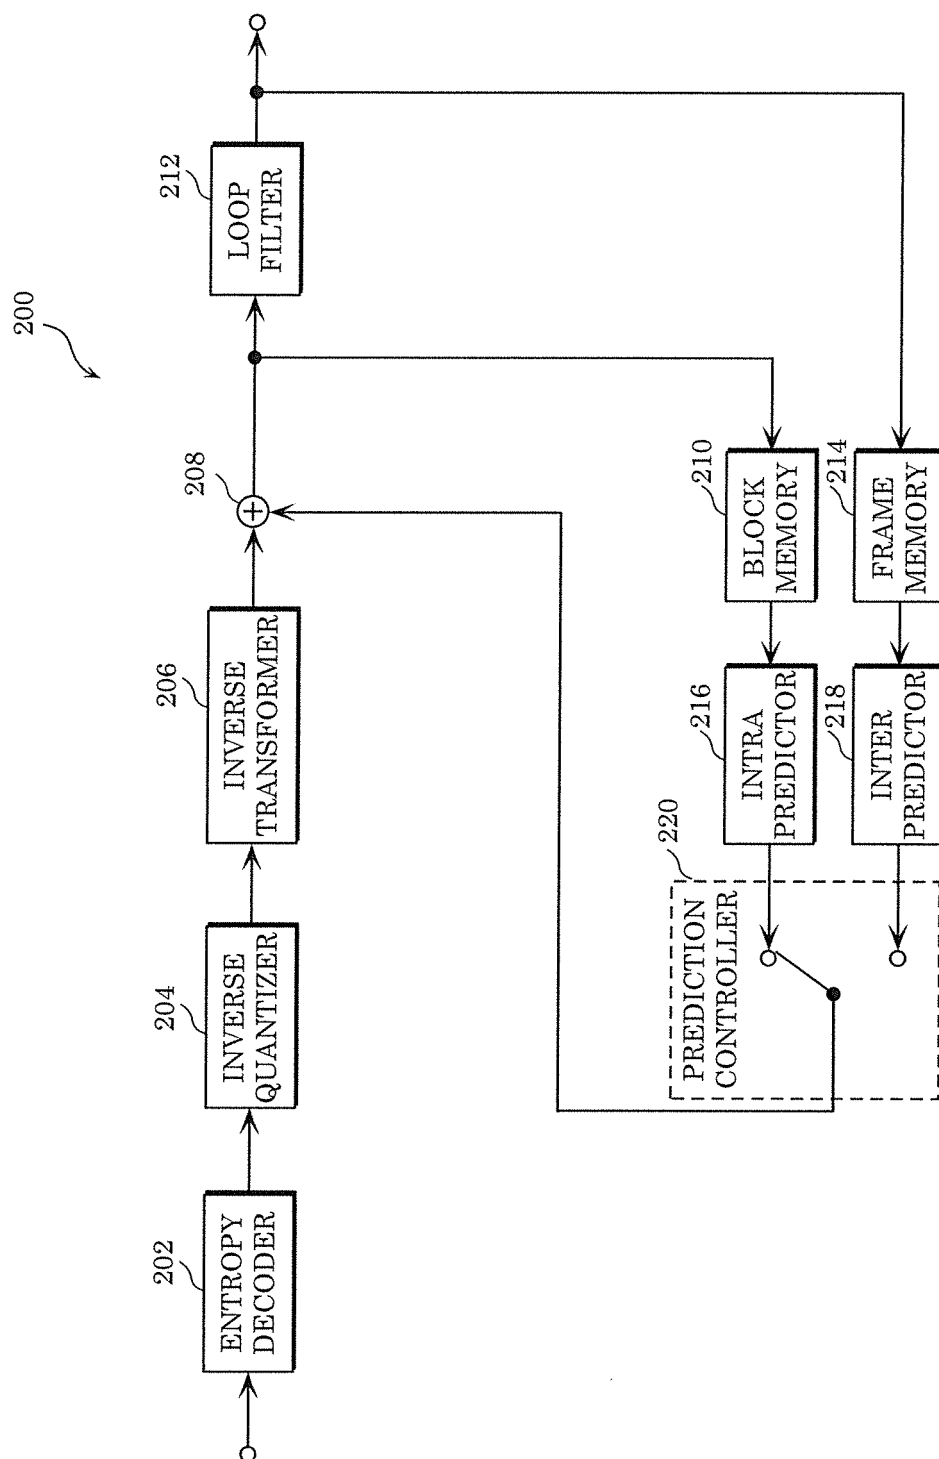 200
202
ENTROPY
DECODER
204
INVERSE
QUANTIZER
206
INVERSE
TRANSFORMER
208
212
LOOP
FILTER
220
PREDICTION
CONTROLLER
216
INTRA
PREDICTOR
210
BLOCK
MEMORY
218
INTER
PREDICTOR
214
FRAME
MEMORY